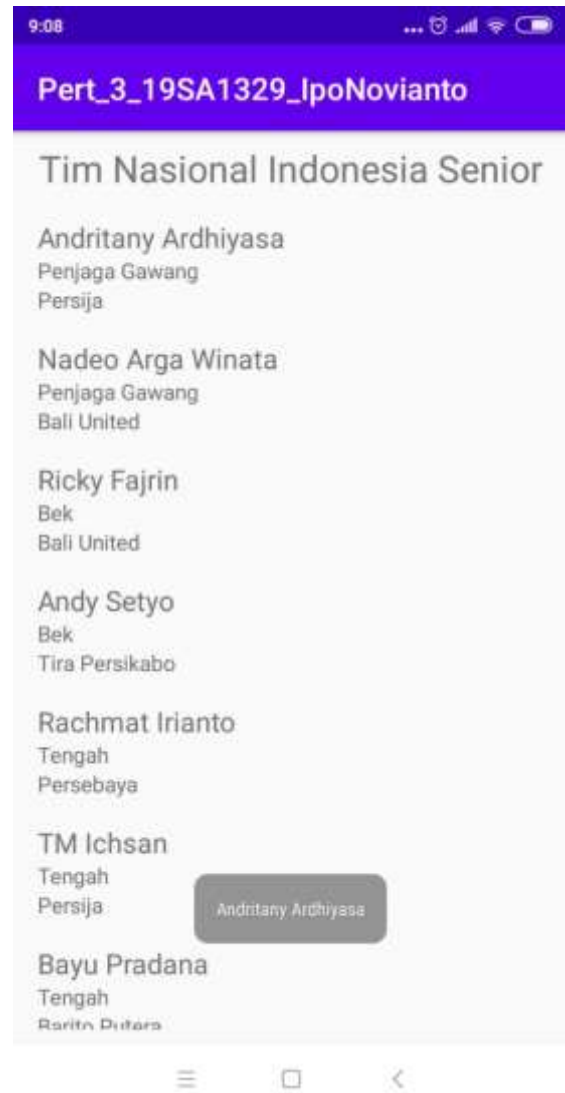 9:08
Pert_3_19SA1329_IpoNovianto
Tim Nasional Indonesia Senior
Andritany Ardhiyasa
Penjaga Gawang
Persija
Nadeo Arga Winata
Penjaga Gawang
Bali United
Ricky Fajrin
Bek
Bali United
Andy Setyo
Bek
Tira Persikabo
Rachmat Irianto
Tengah
Persebaya
TM Ichsan
Tengah
Persija
Andritany Ardhiyasa
Bayu Pradana
Tengah
Barito Putera